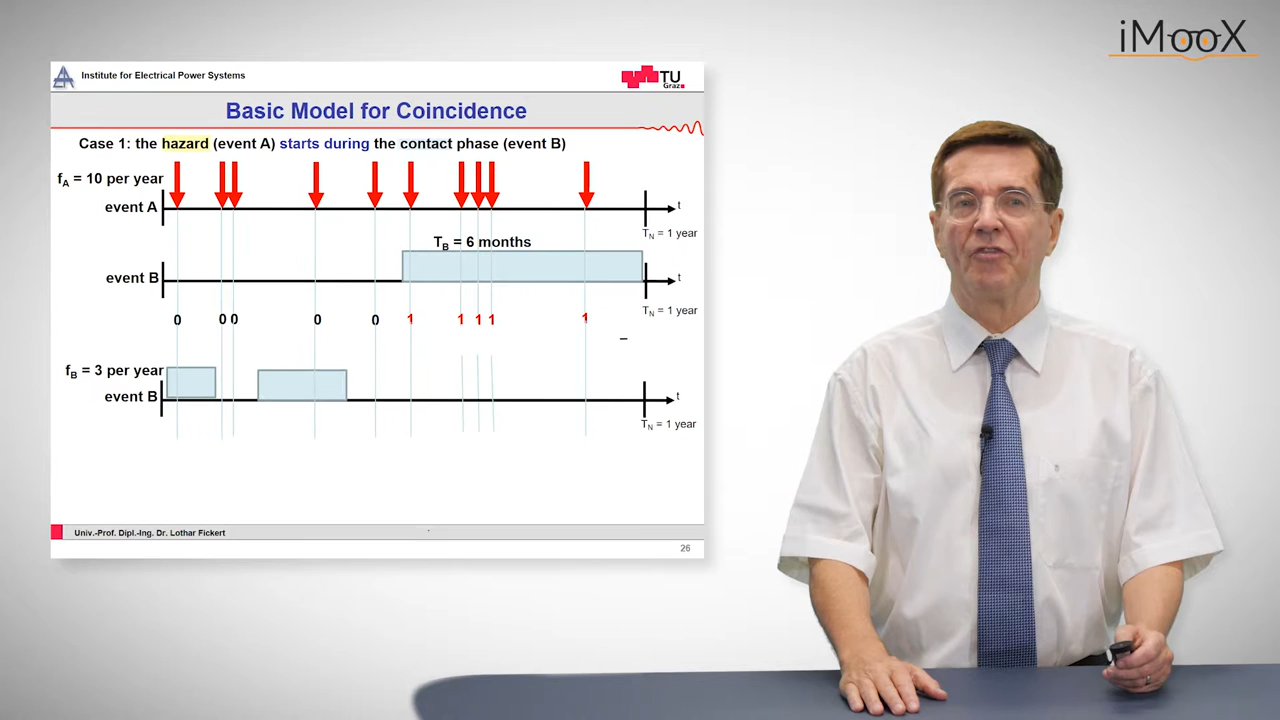 iMooX
Institute for Electrical Power Systems
TU
Graz
Basic Model for Coincidence
Case 1: the hazard (event A) starts during the contact phase (event B)
fA = 10 per year
event A
t
TN = 1 year
TB = 6 months
event B
t
TN = 1 year
0 0 0 0 0 1 1 1 1 1
fB = 3 per year
event B
t
TN = 1 year
Univ.-Prof. Dipl.-Ing. Dr. Lothar Fickert
26